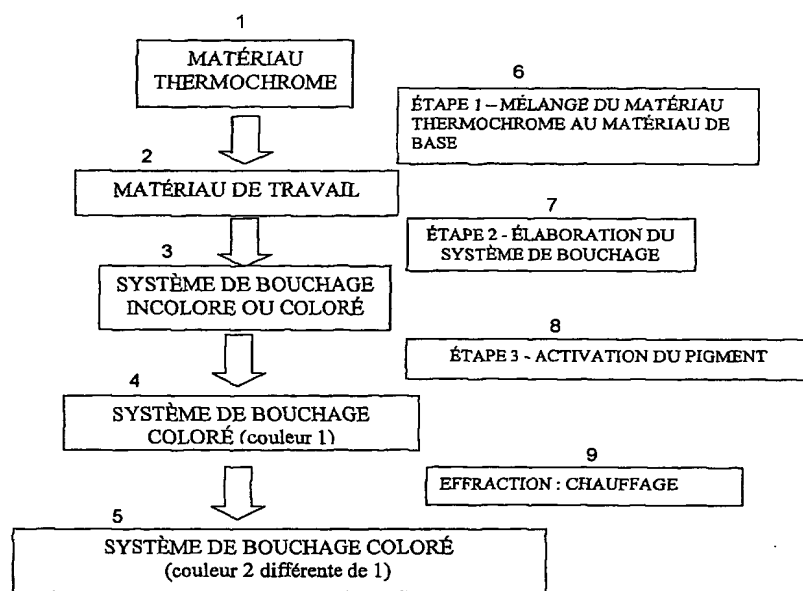 1
MATÉRIAU
THERMOCHROME
6
ÉTAPE 1 – MÉLANGE DU MATÉRIAU
THERMOCHROME AU MATÉRIAU DE
BASE
2
MATÉRIAU DE TRAVAIL
7
ÉTAPE 2 - ÉLABORATION DU
SYSTÈME DE BOUCHAGE
3
SYSTÈME DE BOUCHAGE
INCOLORE OU COLORÉ
8
ÉTAPE 3 - ACTIVATION DU PIGMENT
4
SYSTÈME DE BOUCHAGE
COLORÉ (couleur 1)
9
EFFRACTION : CHAUFFAGE
5
SYSTÈME DE BOUCHAGE COLORÉ
(couleur 2 différente de 1)